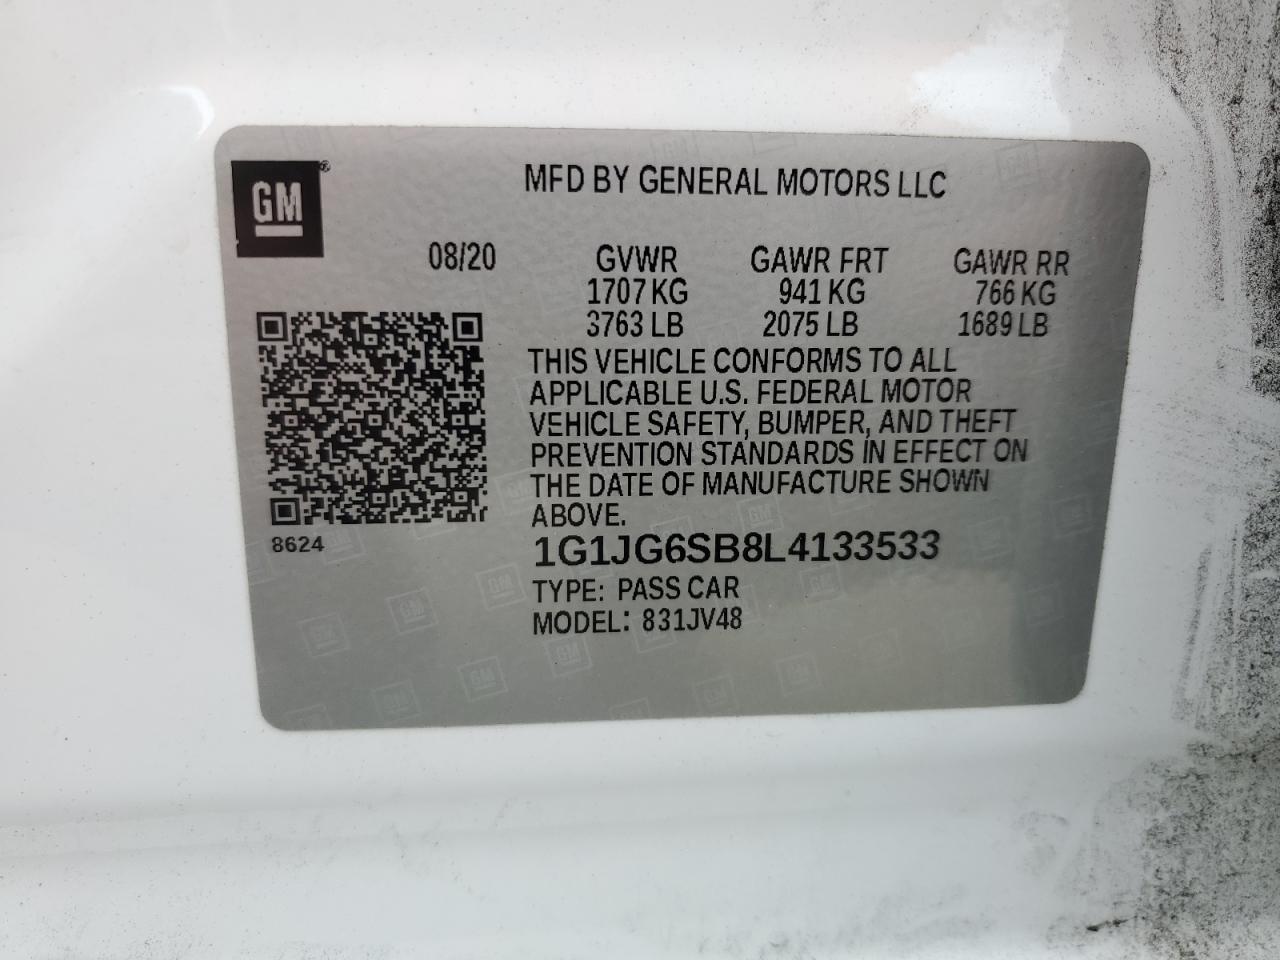 GM®
MFD BY GENERAL MOTORS LLC
08/20 GVWR GAWR FRT GAWR RR
1707 KG 941 KG 766 KG
3763 LB 2075 LB 1689 LB
THIS VEHICLE CONFORMS TO ALL
APPLICABLE U.S. FEDERAL MOTOR
VEHICLE SAFETY, BUMPER, AND THEFT
PREVENTION STANDARDS IN EFFECT ON
THE DATE OF MANUFACTURE SHOWN
ABOVE.
8624
1G1JG6SB8L4133533
TYPE: PASS CAR
MODEL: 831JV48